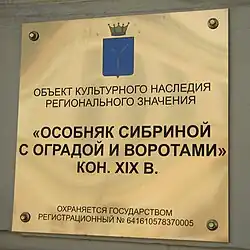 ОБЪЕКТ КУЛЬТУРНОГО НАСЛЕДИЯ
РЕГИОНАЛЬНОГО ЗНАЧЕНИЯ
«ОСОБНЯК СИБРИНОЙ
С ОГРАДОЙ И ВОРОТАМИ»
КОН. XIX В.
ОХРАНЯЕТСЯ ГОСУДАРСТВОМ
РЕГИСТРАЦИОННЫЙ № 641610578370005